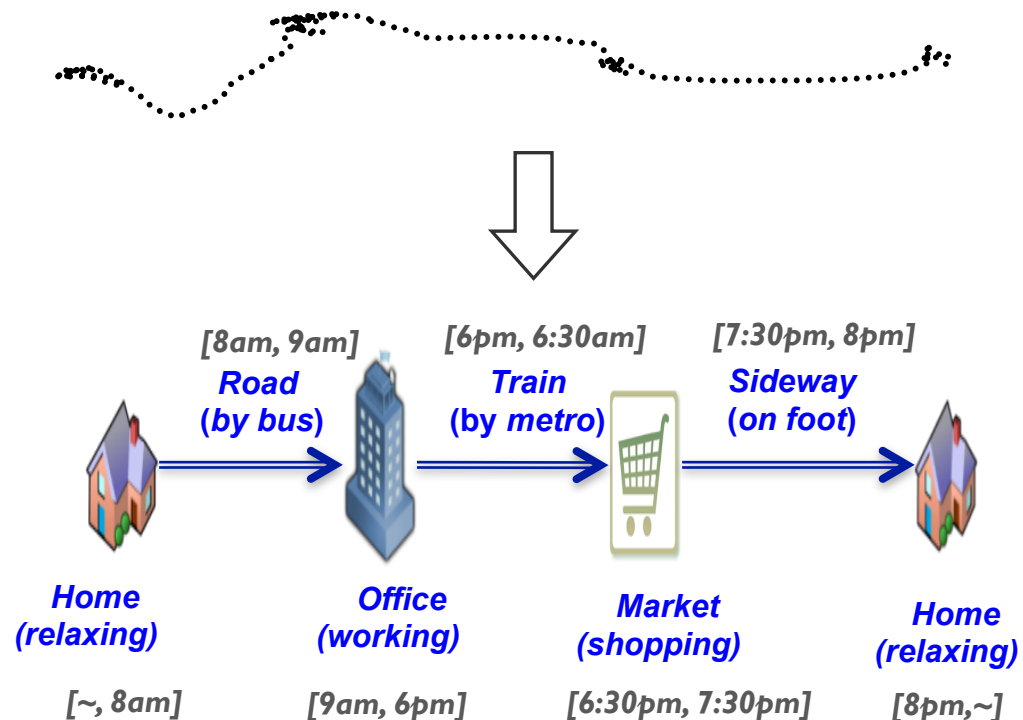 [8am, 9am]
Road
(by bus)
[6pm, 6:30am]
Train
(by metro)
[7:30pm, 8pm]
Sideway
(on foot)
Home
(relaxing)
Office
(working)
Market
(shopping)
Home
(relaxing)
[~, 8am]
[9am, 6pm]
[6:30pm, 7:30pm]
[8pm,~]